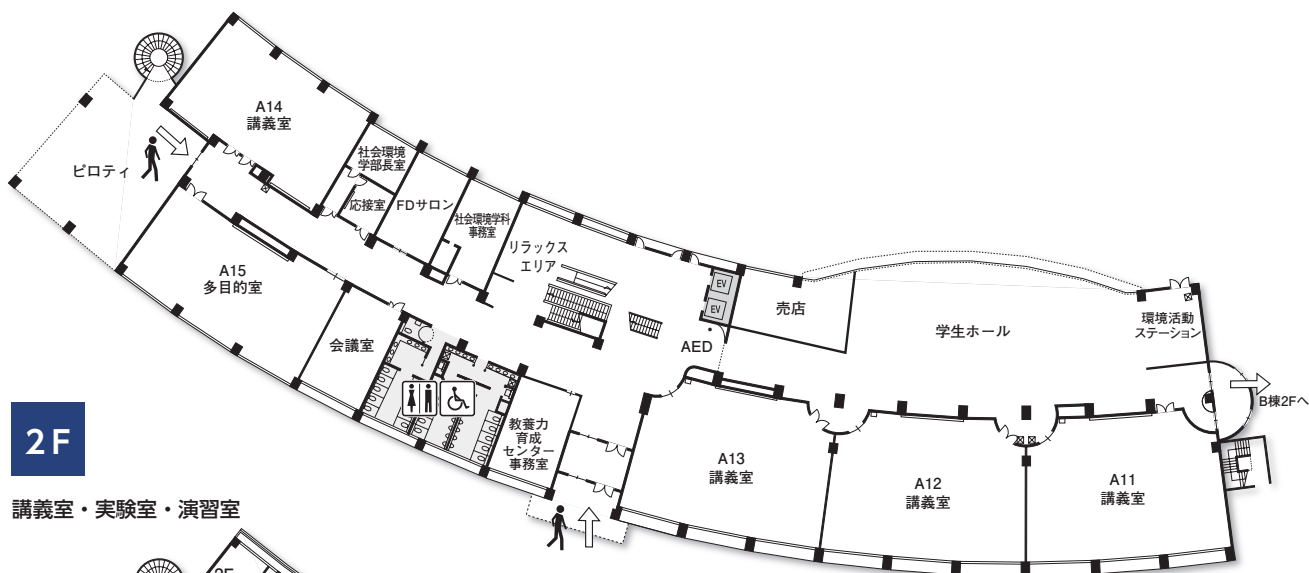 A14
講義室
ピロティ
社会環境
学部長室
応接室
FDサロン
社会環境学科
事務室
リラックス
エリア
A15
多目的室
会議室
EV
EV
売店
AED
学生ホール
環境活動
ステーション
B棟2Fへ
教養力
育成
センター
事務室
A13
講義室
A12
講義室
A11
講義室
2F
講義室・実験室・演習室